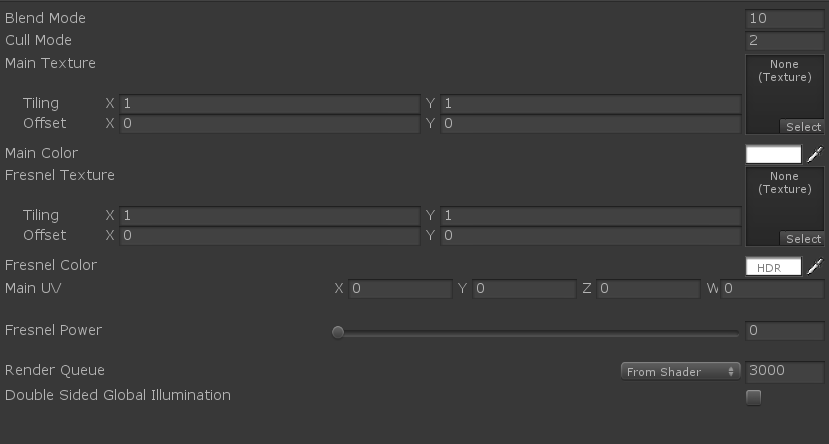 Blend Mode 10
Cull Mode 2
Main Texture None
(Texture)
Tiling X 1 Y 1
Offset X 0 Y 0
Select
Main Color
Fresnel Texture None
(Texture)
Tiling X 1 Y 1
Offset X 0 Y 0
Select
Fresnel Color HDR
Main UV X 0 Y 0 Z 0 W 0
Fresnel Power 0
Render Queue From Shader 3000
Double Sided Global Illumination